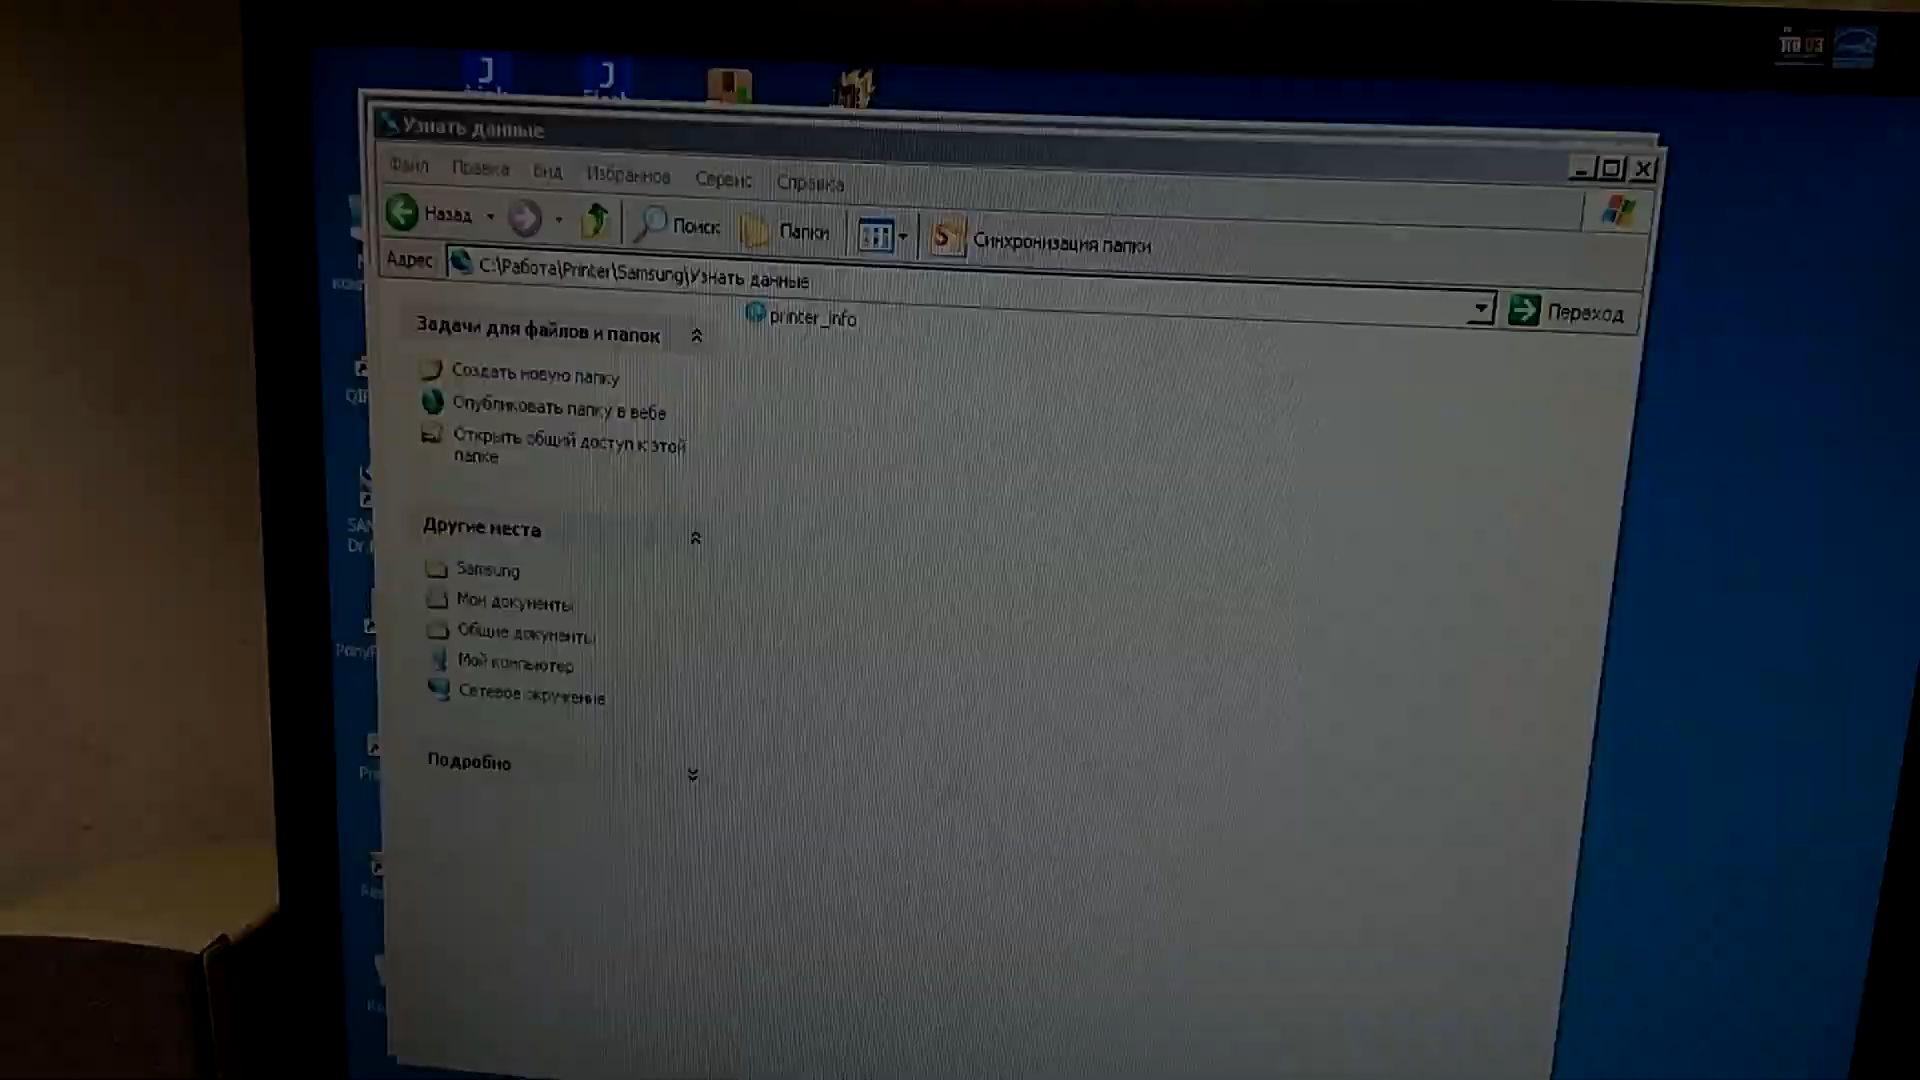 J
J
Узнать данные
Файл Правка Вид Избранное Сервис Справка
Назад Поиск Папки Синхронизация папки
Адрес C:\Работа\Printer\Samsung\Узнать данные Переход
Задачи для файлов и папок
printer_info
Создать новую папку
Опубликовать папку в вебе
Открыть общий доступ к этой
папке
Другие места
Samsung
Мои документы
Общие документы
Мой компьютер
Сетевое окружение
Подробно